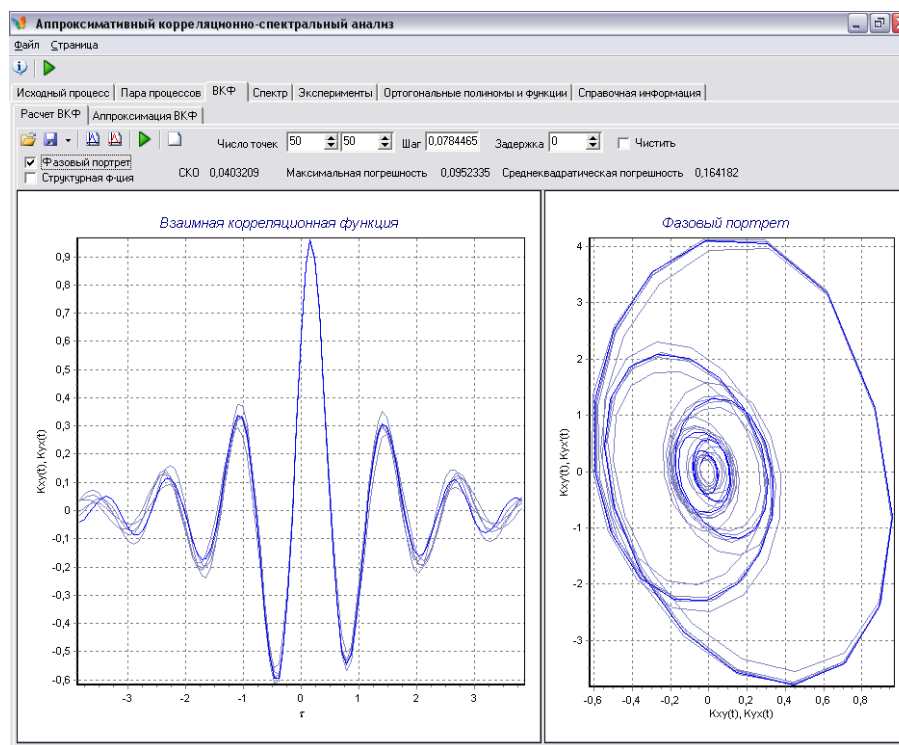 Аппроксимативный корреляционно-спектральный анализ
Файл Страница
Исходный процесс Пара процессов ВКФ Спектр Эксперименты Ортогональные полиномы и функции Справочная информация
Расчет ВКФ Аппроксимация ВКФ
Число точек 50 50 Шаг 0,0784465 Задержка 0 Чистить
Фазовый портрет
Структурная ф-ция
СКО 0,0403209 Максимальная погрешность 0,0952335 Среднеквадратическая погрешность 0,164182
Взаимная корреляционная функция
0,9
0,8
0,7
0,6
0,5
0,4
0,3
0,2
0,1
0
-0,1
-0,2
-0,3
-0,4
-0,5
-0,6
Kxy(t), Kyx(t)
-3 -2 -1 0 1 2 3
τ
Фазовый портрет
4
3
2
1
0
-1
-2
-3
Kxy'(t), Kyx'(t)
-0,6 -0,4 -0,2 0 0,2 0,4 0,6 0,8
Kxy(t), Kyx(t)